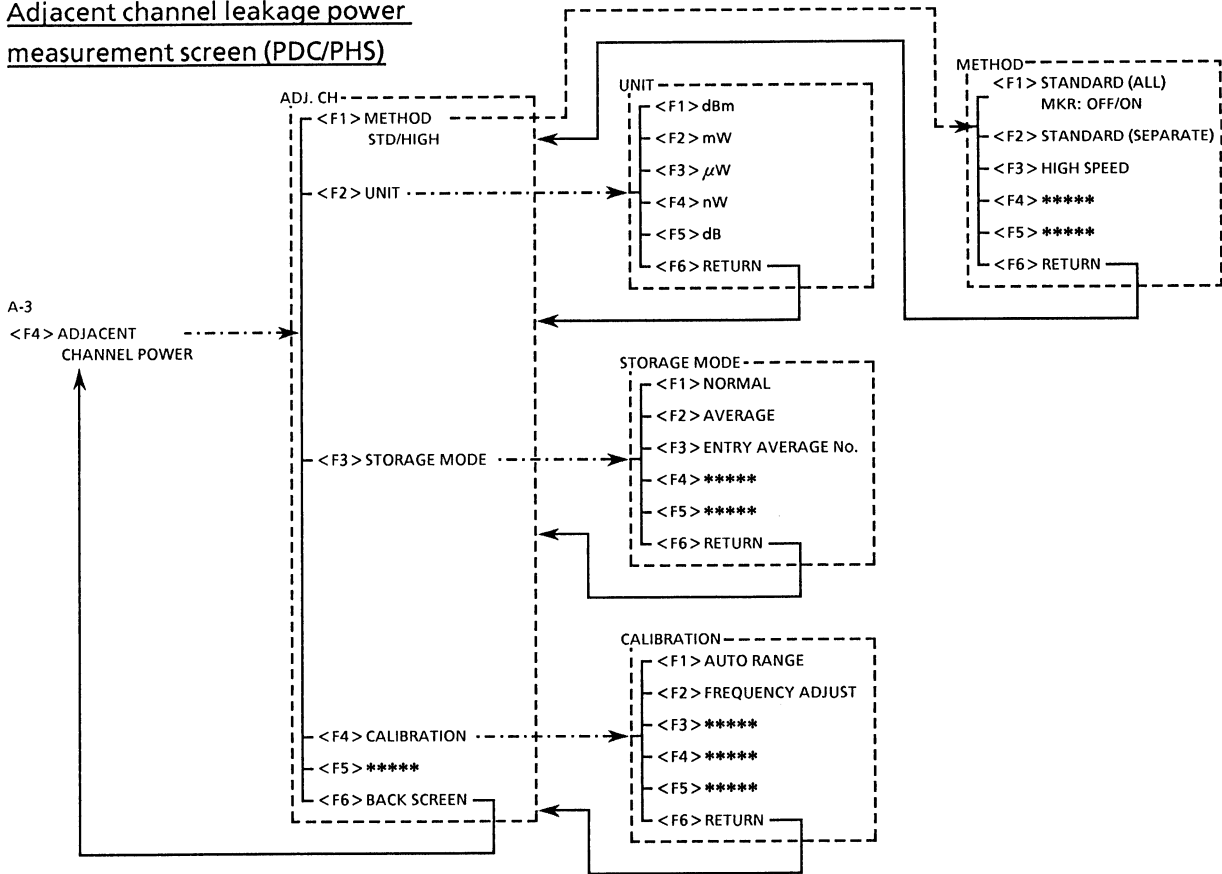 Adjacent channel leakage power
measurement screen (PDC/PHS)
A-3
<F4> ADJACENT
CHANNEL POWER
ADJ. CH
<F1> METHOD
STD/HIGH
<F2> UNIT
<F3> STORAGE MODE
<F4> CALIBRATION
<F5> *****
<F6> BACK SCREEN
UNIT
<F1> dBm
<F2> mW
<F3> μW
<F4> nW
<F5> dB
<F6> RETURN
METHOD
<F1> STANDARD (ALL)
MKR: OFF/ON
<F2> STANDARD (SEPARATE)
<F3> HIGH SPEED
<F4> *****
<F5> *****
<F6> RETURN
STORAGE MODE
<F1> NORMAL
<F2> AVERAGE
<F3> ENTRY AVERAGE No.
<F4> *****
<F5> *****
<F6> RETURN
CALIBRATION
<F1> AUTO RANGE
<F2> FREQUENCY ADJUST
<F3> *****
<F4> *****
<F5> *****
<F6> RETURN